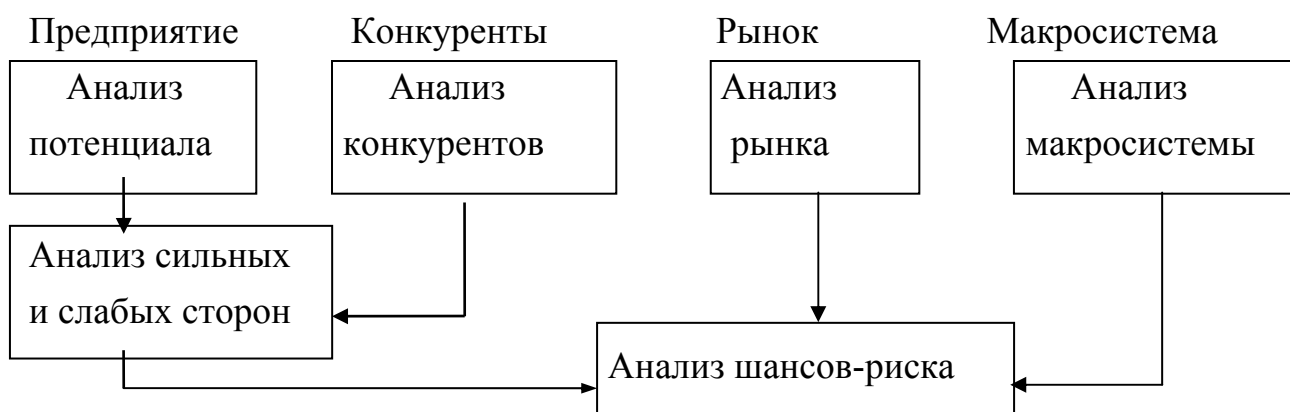 Предприятие
Конкуренты
Рынок
Макросистема
Анализ
потенциала
Анализ
конкурентов
Анализ
рынка
Анализ
макросистемы
Анализ сильных
и слабых сторон
Анализ шансов-риска